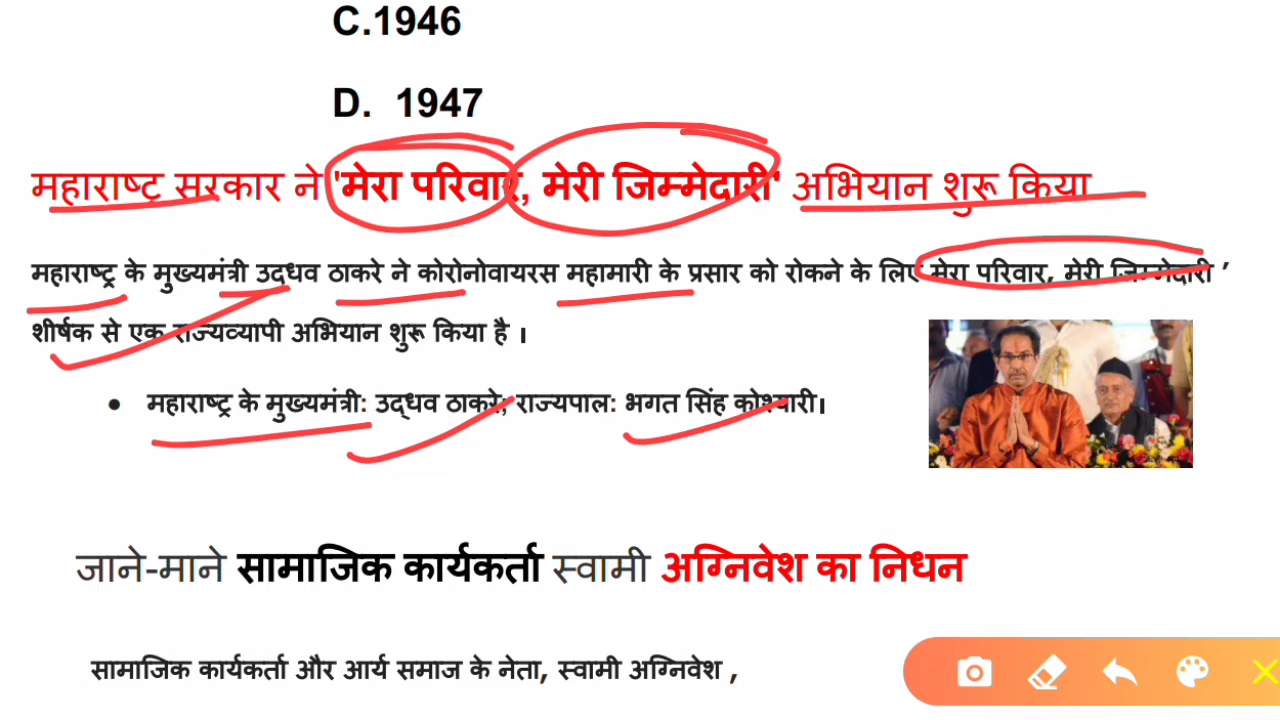 C.1946
D. 1947
महाराष्ट्र सरकार ने 'मेरा परिवार, मेरी जिम्मेदारी' अभियान शुरू किया
महाराष्ट्र के मुख्यमंत्री उद्धव ठाकरे ने कोरोनोवायरस महामारी के प्रसार को रोकने के लिए मेरा परिवार, मेरी जिम्मेदारी ’
शीर्षक से एक राज्यव्यापी अभियान शुरू किया है ।
● महाराष्ट्र के मुख्यमंत्री: उद्धव ठाकरे; राज्यपाल: भगत सिंह कोश्यारी।
जाने-माने सामाजिक कार्यकर्ता स्वामी अग्निवेश का निधन
सामाजिक कार्यकर्ता और आर्य समाज के नेता, स्वामी अग्निवेश ,